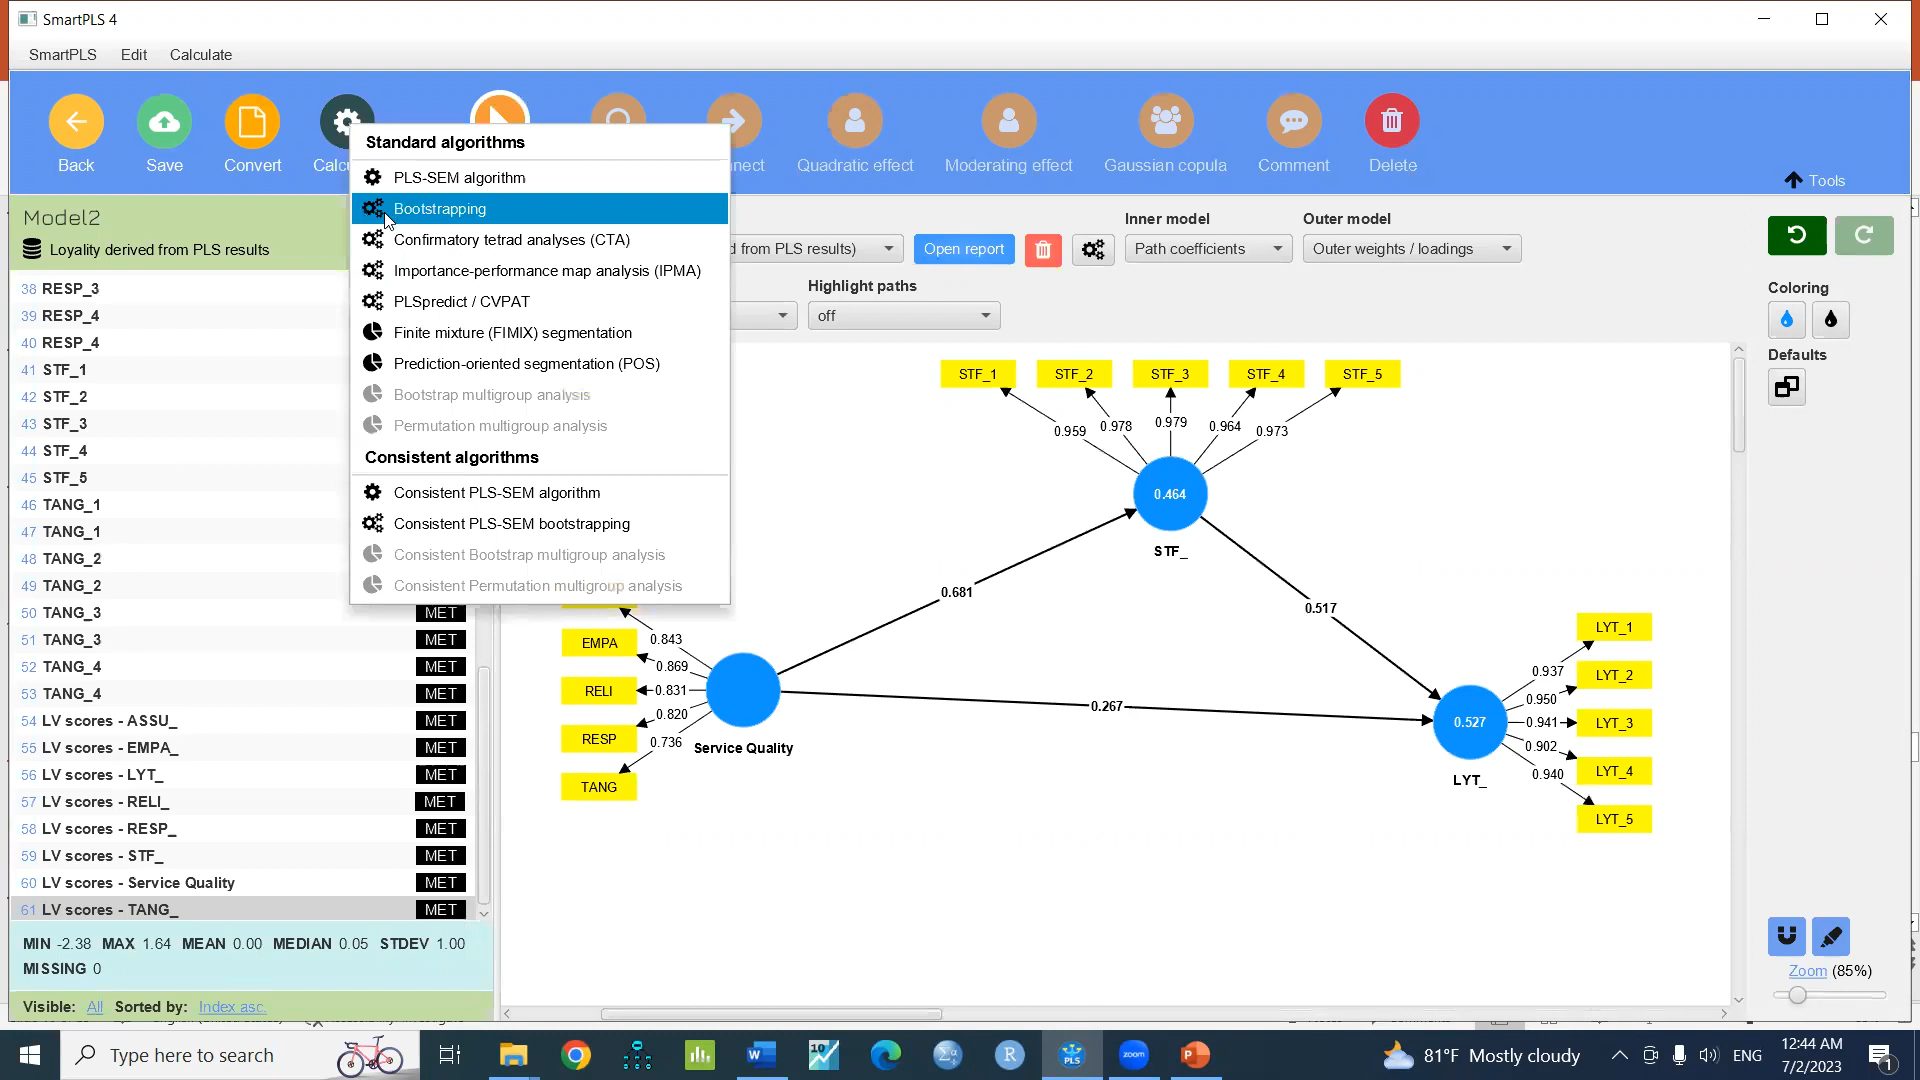 SmartPLS 4
SmartPLS Edit Calculate
Back Save Convert Quadratic effect Moderating effect Gaussian copula Comment Delete
Tools
Standard algorithms
PLS-SEM algorithm
Bootstrapping
Confirmatory tetrad analyses (CTA)
Importance-performance map analysis (IPMA)
PLSpredict / CVPAT
Finite mixture (FIMIX) segmentation
Prediction-oriented segmentation (POS)
Bootstrap multigroup analysis
Permutation multigroup analysis
Consistent algorithms
Consistent PLS-SEM algorithm
Consistent PLS-SEM bootstrapping
Consistent Bootstrap multigroup analysis
Consistent Permutation multigroup analysis
Model2
Loyality derived from PLS results
38 RESP_3
39 RESP_4
40 RESP_4
41 STF_1
42 STF_2
43 STF_3
44 STF_4
45 STF_5
46 TANG_1
47 TANG_1
48 TANG_2
49 TANG_2
50 TANG_3 MET
51 TANG_3 MET
52 TANG_4 MET
53 TANG_4 MET
54 LV scores - ASSU_ MET
55 LV scores - EMPA_ MET
56 LV scores - LYT_ MET
57 LV scores - RELI_ MET
58 LV scores - RESP_ MET
59 LV scores - STF_ MET
60 LV scores - Service Quality MET
61 LV scores - TANG_ MET
MIN -2.38 MAX 1.64 MEAN 0.00 MEDIAN 0.05 STDEV 1.00
MISSING 0
Visible: All Sorted by: Index asc.
Inner model Outer model
d from PLS results) Open report Path coefficients Outer weights / loadings
Highlight paths
off
Coloring
Defaults
STF_1 STF_2 STF_3 STF_4 STF_5
0.959 0.978 0.979 0.964 0.973
0.464
STF_
0.681
0.517
0.267
EMPA
RELI
RESP
TANG
0.843
0.869
0.831
0.820
0.736
Service Quality
0.527
LYT_
0.937
0.950
0.941
0.902
0.940
LYT_1
LYT_2
LYT_3
LYT_4
LYT_5
Zoom (85%)
Type here to search
10
zoom
PLS
81°F Mostly cloudy
ENG
12:44 AM
7/2/2023
1